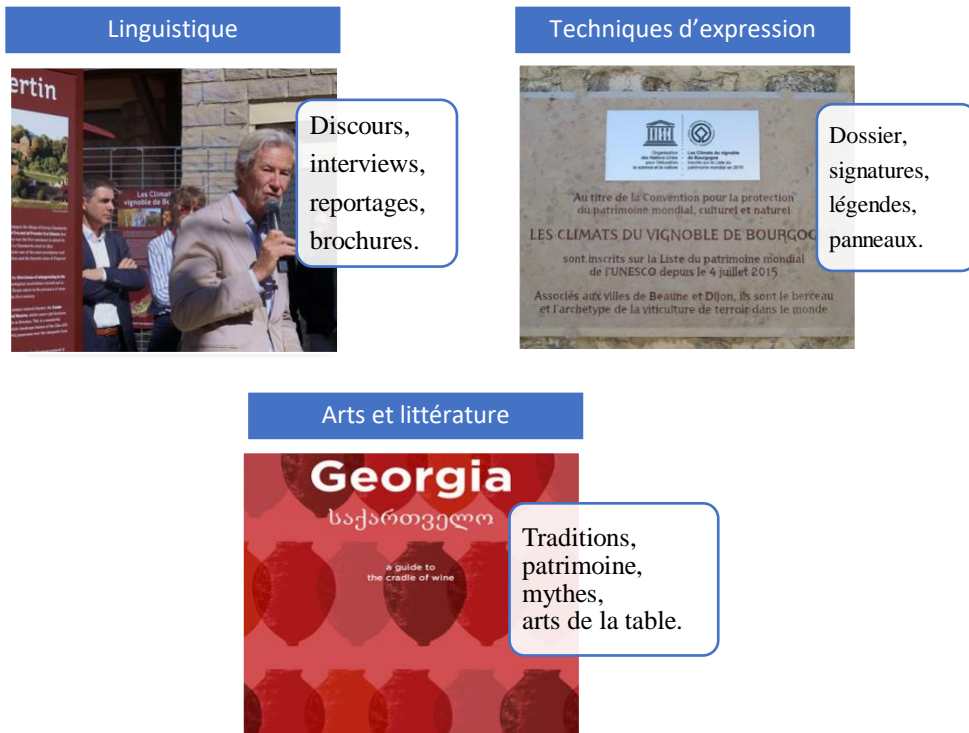 Linguistique
Techniques d'expression
ertin
Les Clima
vignoble de Bo
Discours,
interviews,
reportages,
brochures.
Organisation
des Nations Unies
pour l'éducation,
la science et la culture
Les Climats du vignoble
de Bourgogne
inscrits sur la Liste du
patrimoine mondial en 2015
Au titre de la Convention pour la protection
du patrimoine mondial, culturel et naturel
LES CLIMATS DU VIGNOBLE DE BOURGOG
sont inscrits sur la Liste du patrimoine mondial
de l'UNESCO depuis le 4 juillet 2015
Associés aux villes de Beaune et Dijon, ils sont le berceau
et l'archetype de la viticulture de terroir dans le monde
Dossier,
signatures,
légendes,
panneaux.
Arts et littérature
Georgia
საქართველო
a guide to
the cradle of wine
Traditions,
patrimoine,
mythes,
arts de la table.